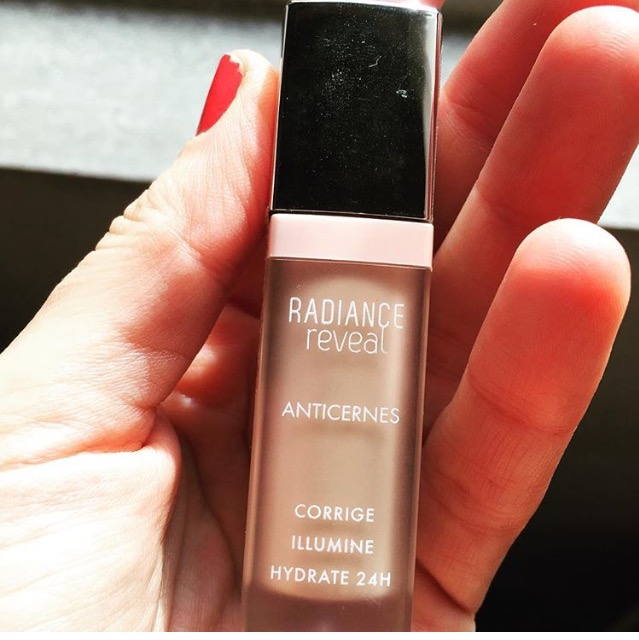 RADIANCE
reveal
ANTICERNES
CORRIGE
ILLUMINE
HYDRATE 24H